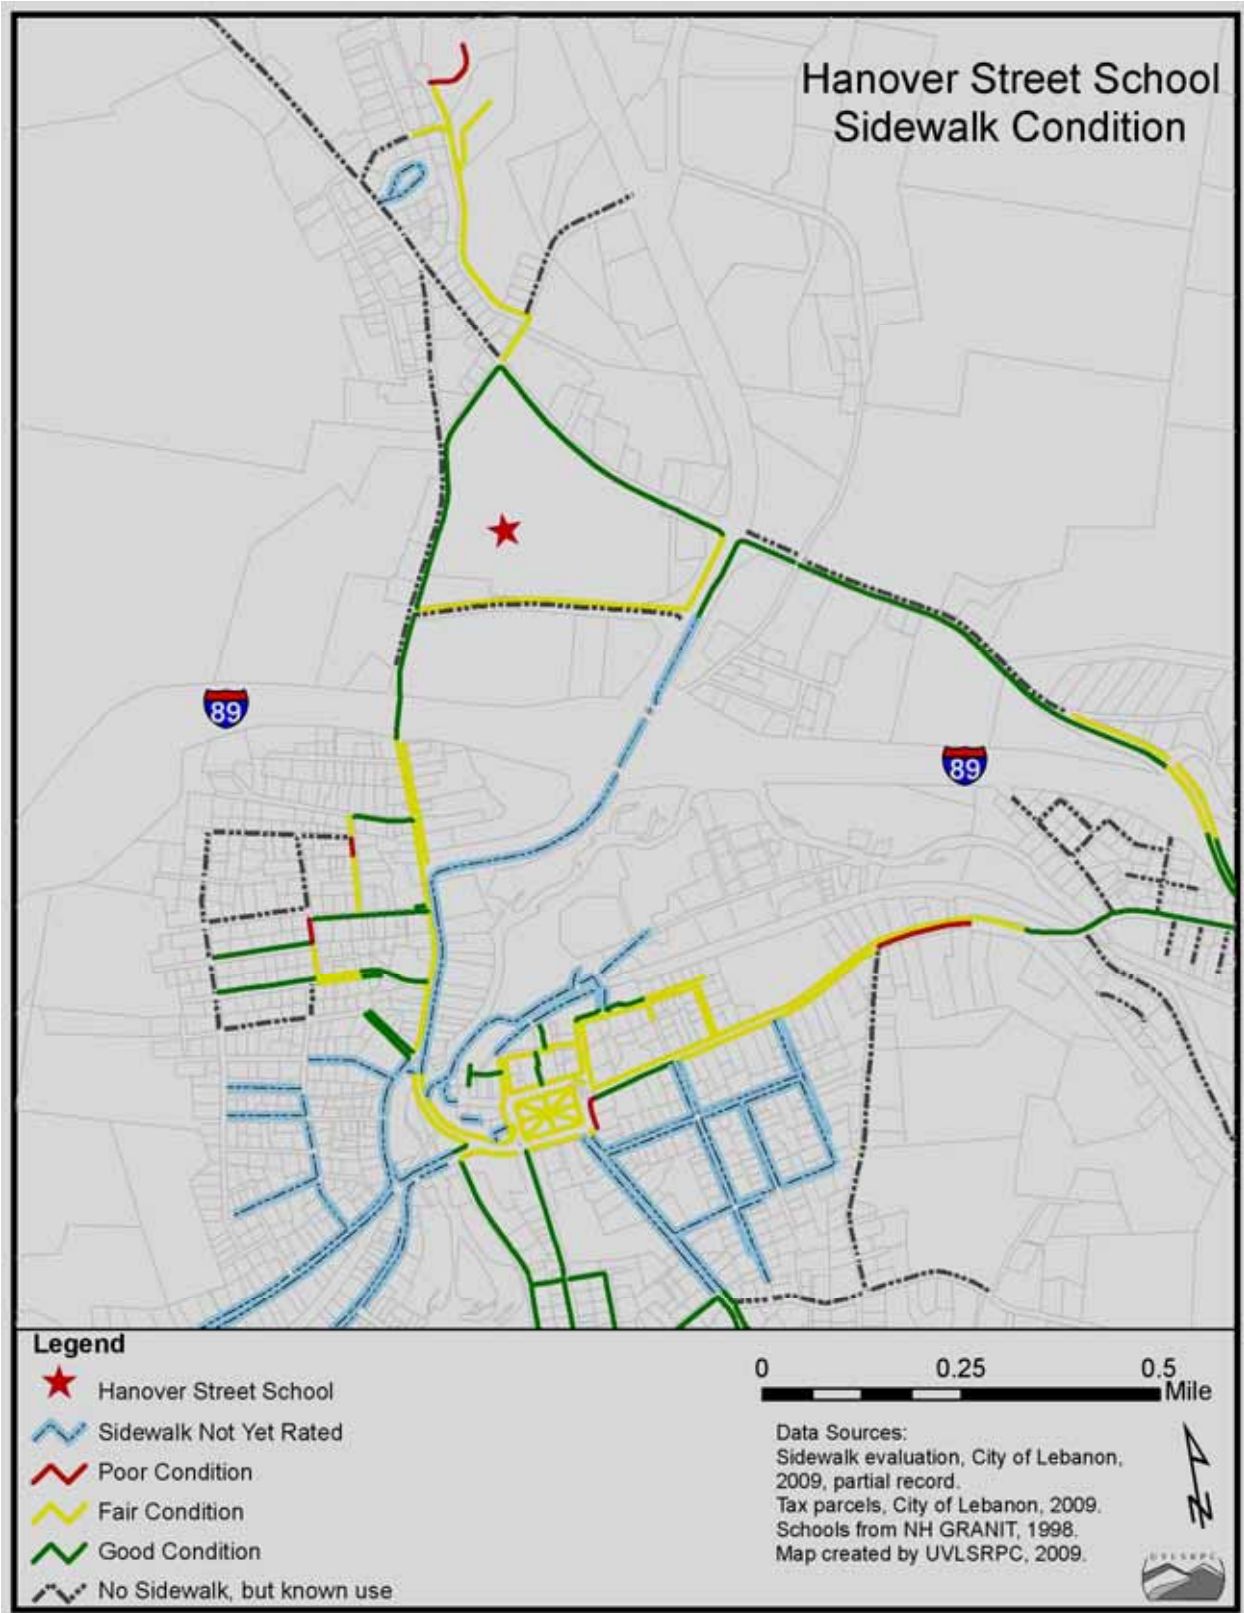 Hanover Street School
Sidewalk Condition
89
89
Legend
Hanover Street School
Sidewalk Not Yet Rated
Poor Condition
Fair Condition
Good Condition
No Sidewalk, but known use
0 0.25 0.5
Mile
Data Sources:
Sidewalk evaluation, City of Lebanon,
2009, partial record.
Tax parcels, City of Lebanon, 2009.
Schools from NH GRANIT, 1998.
Map created by UVLSRPC, 2009.
N
UVLSRPC